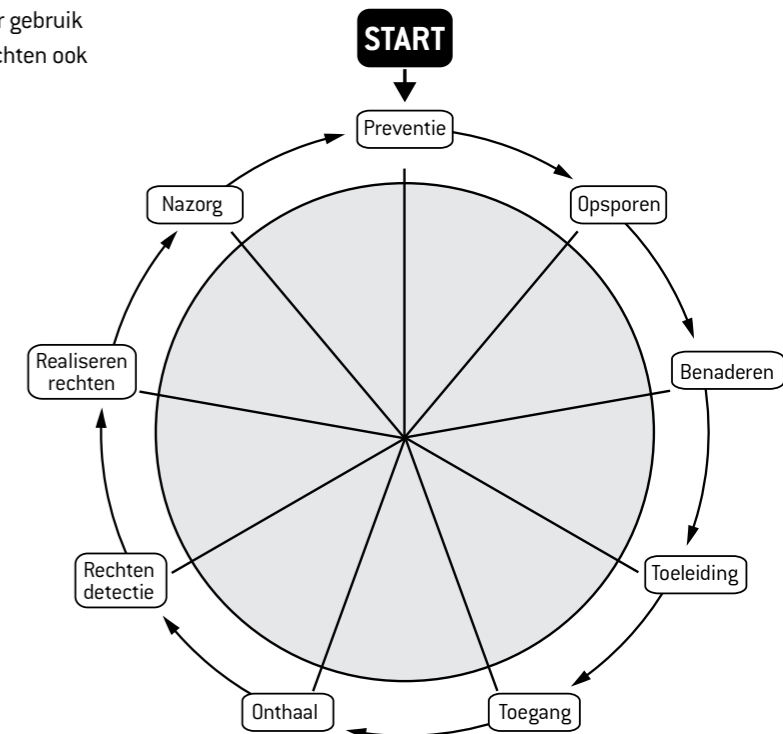 r gebruik
chten ook
START
Preventie
Opsporen
Benaderen
Toeleiding
Toegang
Onthaal
Rechten
detectie
Realiseren
rechten
Nazorg